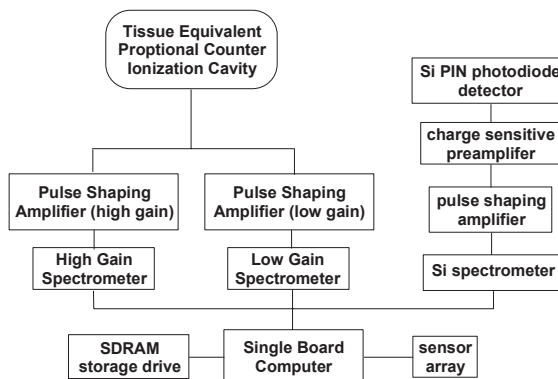 Tissue Equivalent
Proptional Counter
Ionization Cavity
Si PIN photodiode
detector
charge sensitive
preamplifer
Pulse Shaping
Amplifier (high gain)
Pulse Shaping
Amplifier (low gain)
pulse shaping
amplifier
High Gain
Spectrometer
Low Gain
Spectrometer
Si spectrometer
SDRAM
storage drive
Single Board
Computer
sensor
array